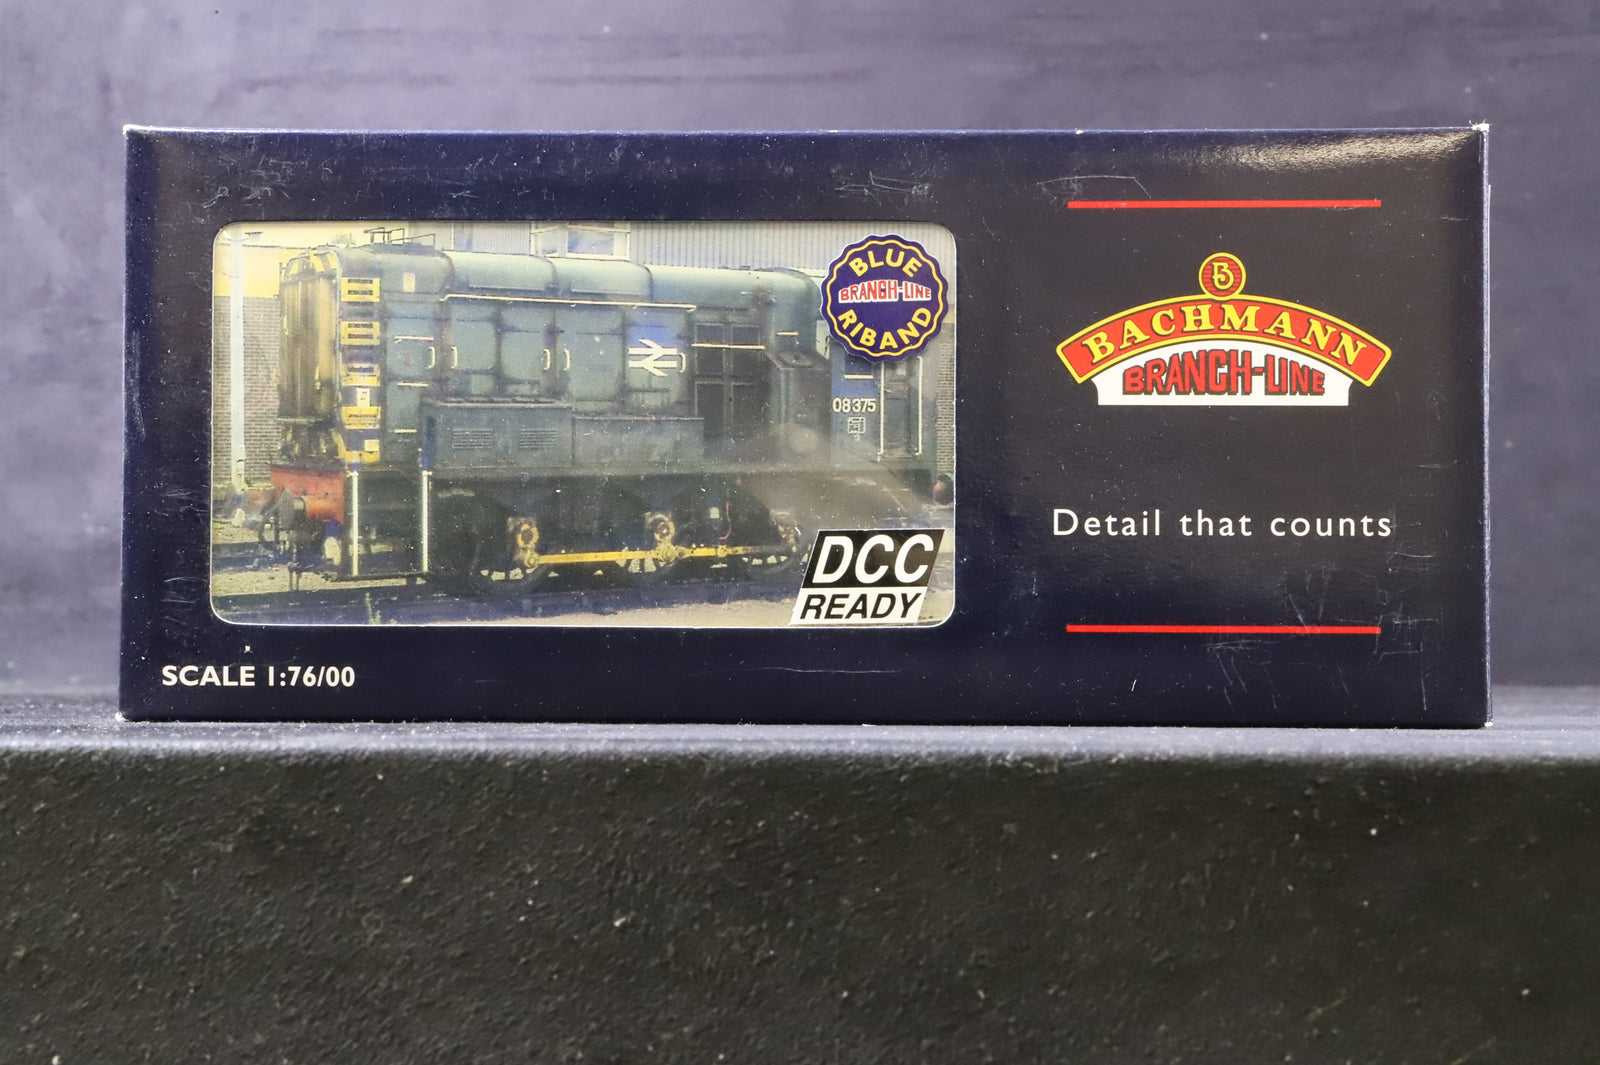 BLUE
BRANCH-LINE
RIBAND
08375
DCC
READY
SCALE 1:76/00
B
BACHMANN
BRANCH-LINE
Detail that counts